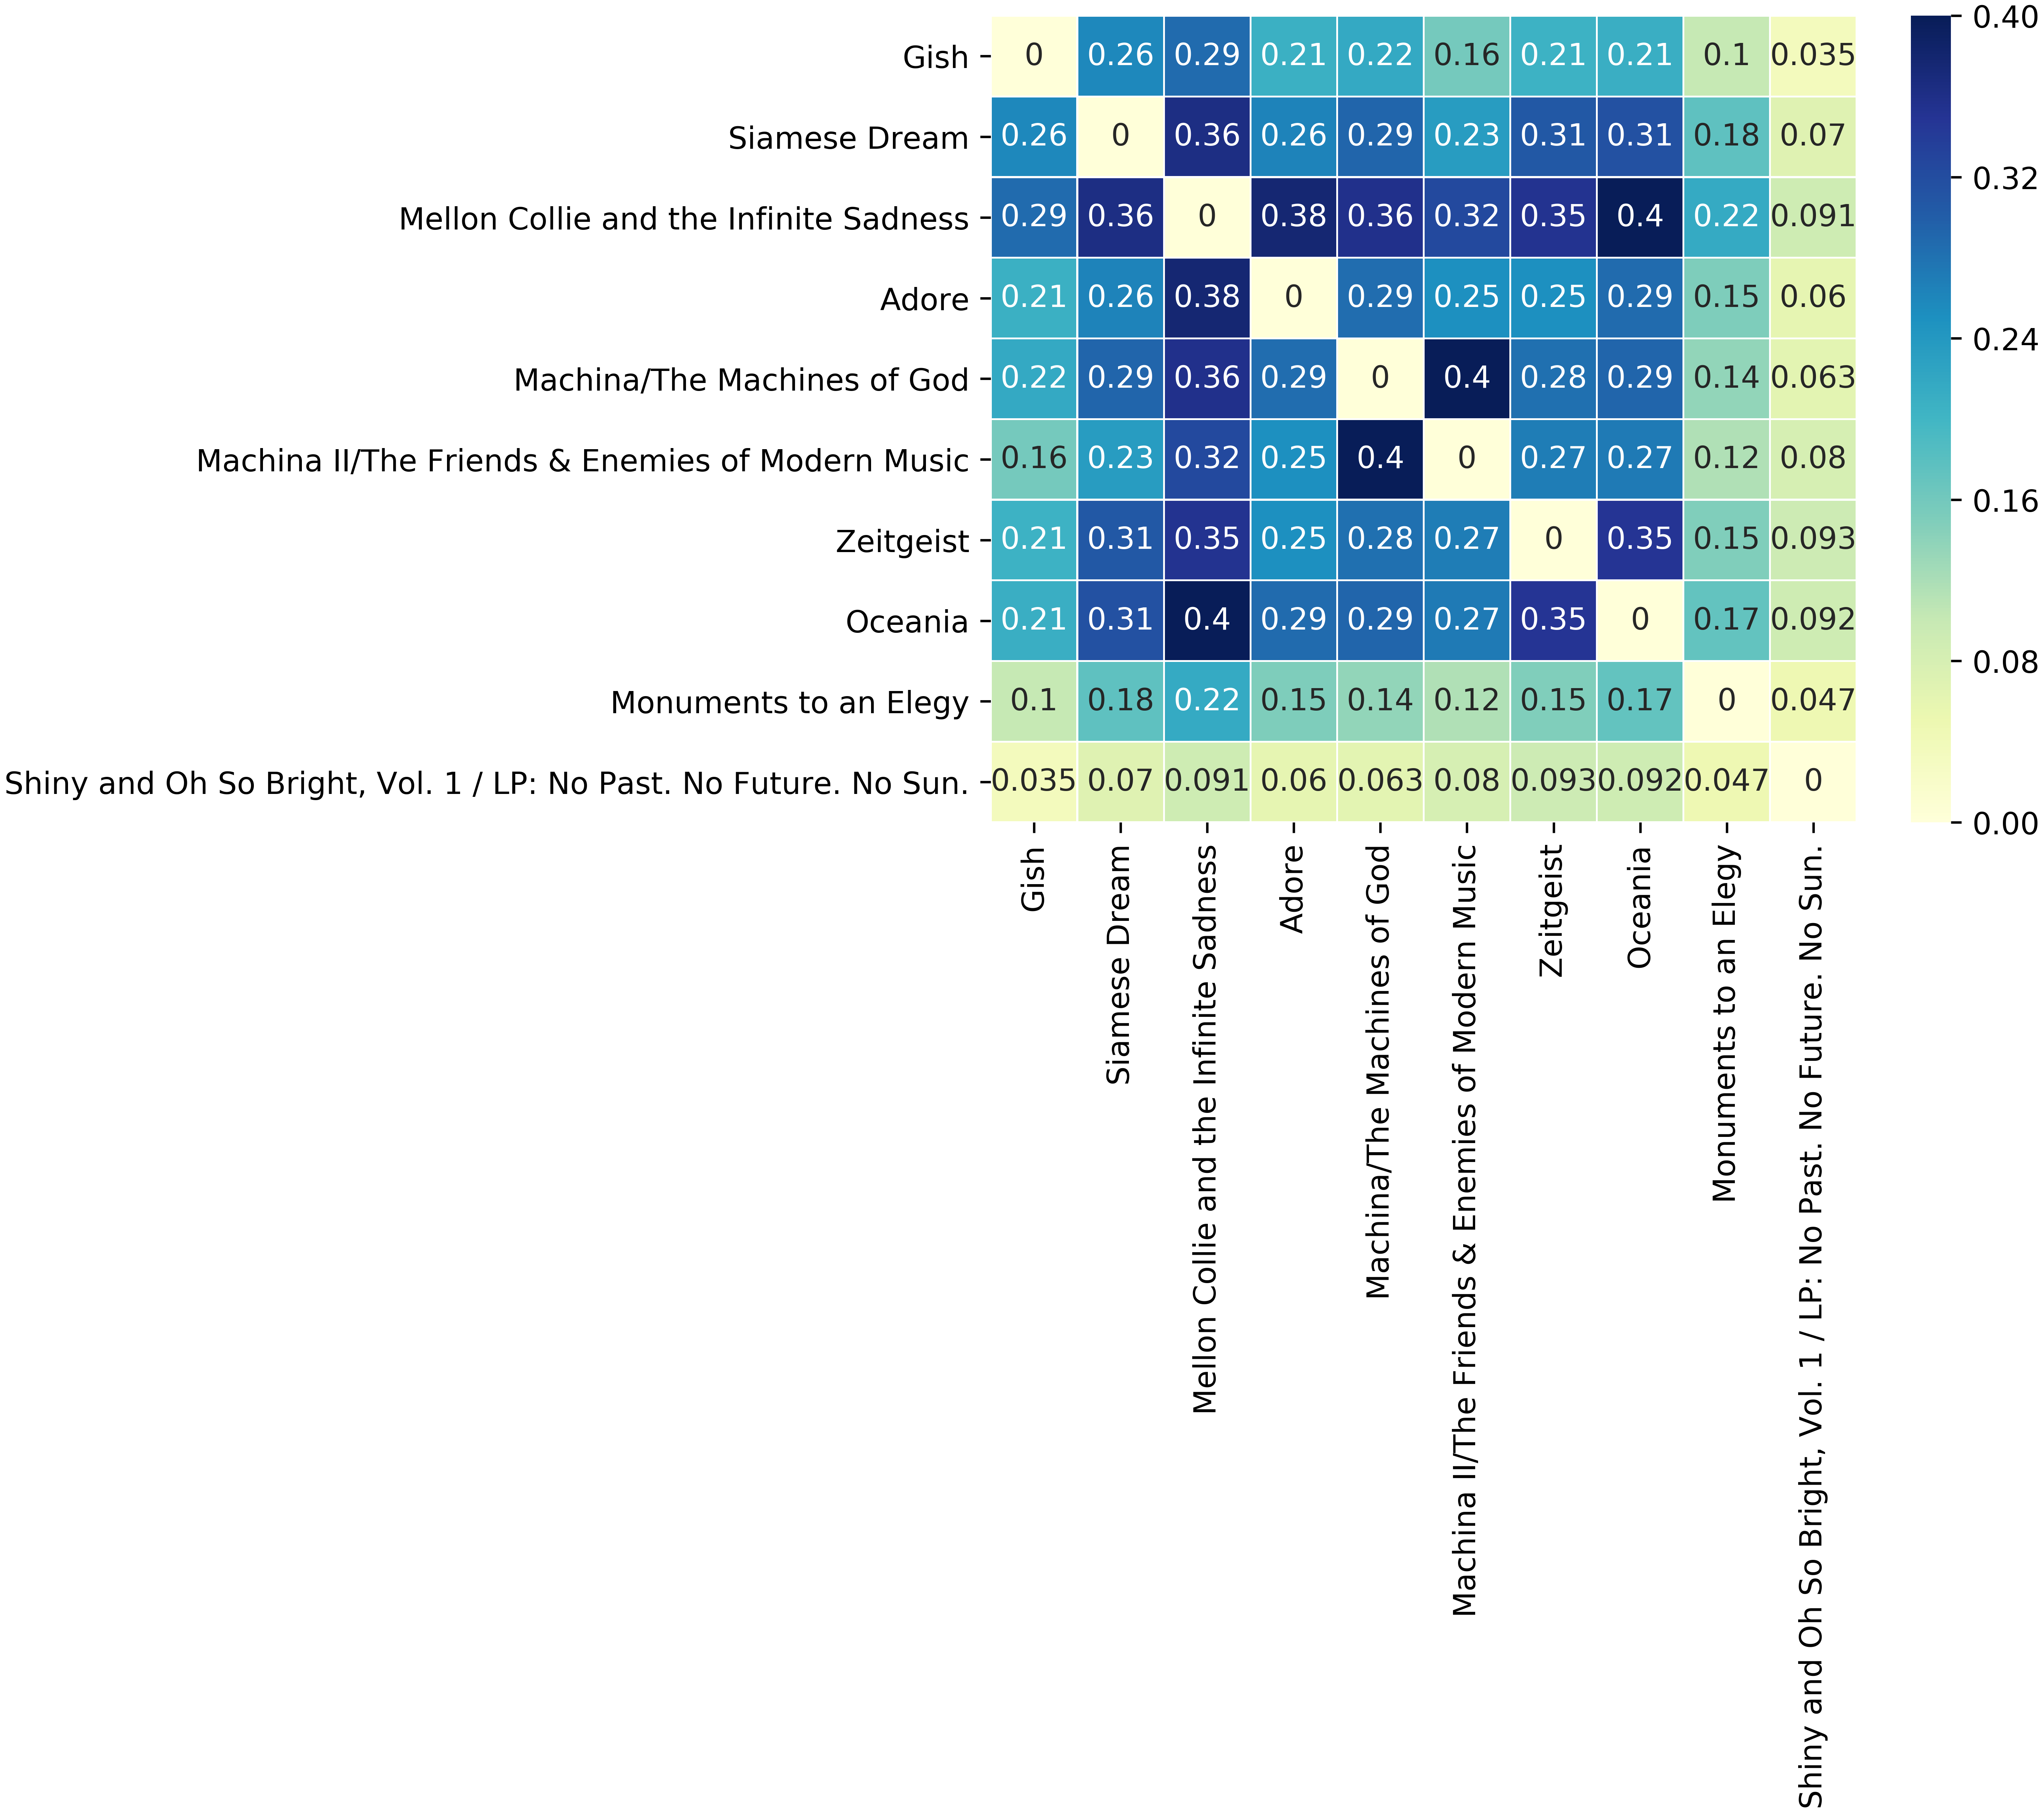 Gish 0 0.26 0.29 0.21 0.22 0.16 0.21 0.21 0.1 0.035
Siamese Dream 0.26 0 0.36 0.26 0.29 0.23 0.31 0.31 0.18 0.07
Mellon Collie and the Infinite Sadness 0.29 0.36 0 0.38 0.36 0.32 0.35 0.4 0.22 0.091
Adore 0.21 0.26 0.38 0 0.29 0.25 0.25 0.29 0.15 0.06
Machina/The Machines of God 0.22 0.29 0.36 0.29 0 0.4 0.28 0.29 0.14 0.063
Machina II/The Friends & Enemies of Modern Music 0.16 0.23 0.32 0.25 0.4 0 0.27 0.27 0.12 0.08
Zeitgeist 0.21 0.31 0.35 0.25 0.28 0.27 0 0.35 0.15 0.093
Oceania 0.21 0.31 0.4 0.29 0.29 0.27 0.35 0 0.17 0.092
Monuments to an Elegy 0.1 0.18 0.22 0.15 0.14 0.12 0.15 0.17 0 0.047
Shiny and Oh So Bright, Vol. 1 / LP: No Past. No Future. No Sun. 0.035 0.07 0.091 0.06 0.063 0.08 0.093 0.092 0.047 0
Gish
Siamese Dream
Mellon Collie and the Infinite Sadness
Adore
Machina/The Machines of God
Machina II/The Friends & Enemies of Modern Music
Zeitgeist
Oceania
Monuments to an Elegy
Shiny and Oh So Bright, Vol. 1 / LP: No Past. No Future. No Sun.
0.40
0.32
0.24
0.16
0.08
0.00